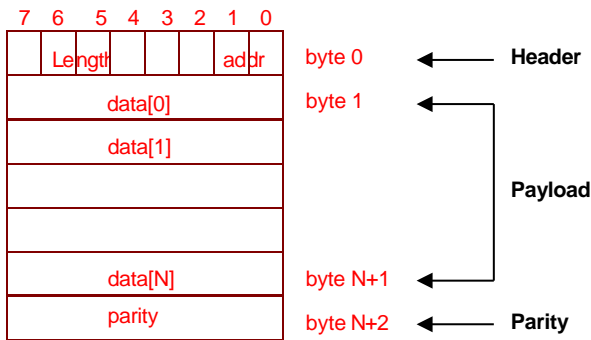 7 6 5 4 3 2 1 0
Length addr byte 0 Header
data[0] byte 1
data[1]
Payload
data[N] byte N+1
parity byte N+2 Parity